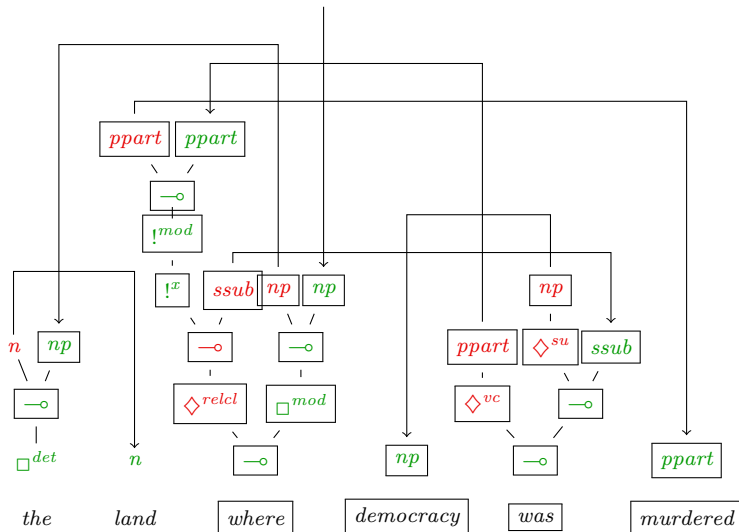 ppart ppart
⊸
!mod
!x ssub np np np
n np ⊸ ⊸ ppart ◇su ssub
⊸ ◇relcl □mod ◇vc ⊸
□det n ⊸ np ⊸ ppart
the land where democracy was murdered